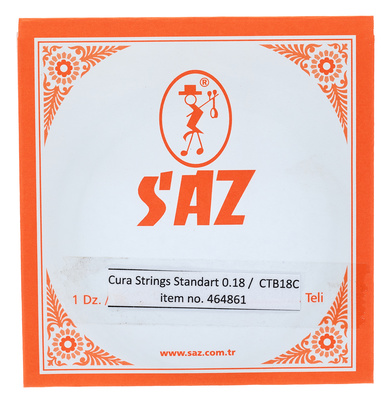 ®
SAZ
Cura Strings Standart 0.18 / CTB18C
1 Dz. /
item no. 464861
Teli
www.saz.com.tr